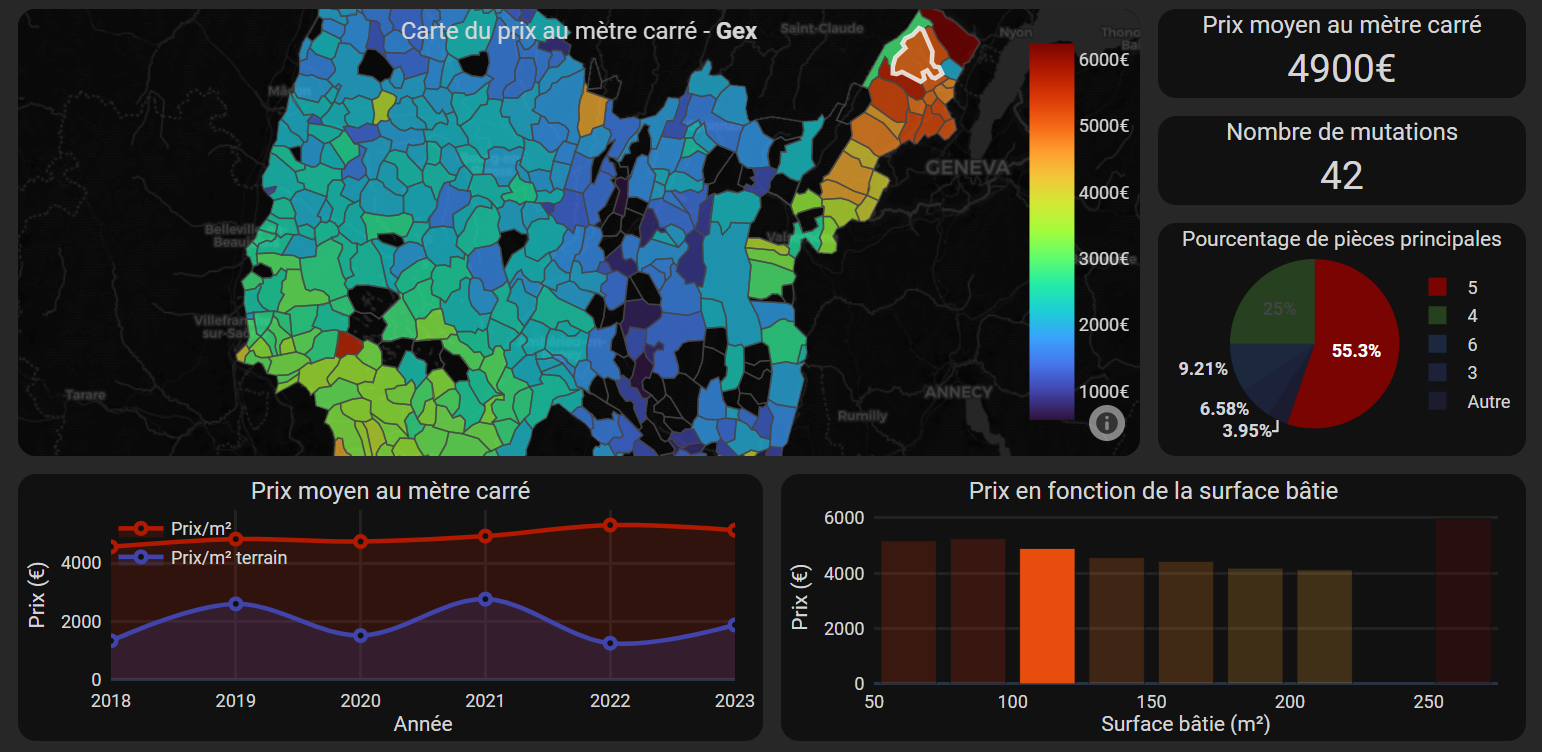 Carte du prix au mètre carré - Gex
Saint-Claude
Nyon
Mâcon
GENEVA
Belleville
Villefran
sur-Saô
Tarare
ANNECY
Rumilly
6000€
5000€
4000€
3000€
2000€
1000€
Prix moyen au mètre carré
4900€
Nombre de mutations
42
Pourcentage de pièces principales
25%
55.3%
9.21%
6.58%
3.95%
5
4
6
3
Autre
Prix moyen au mètre carré
Prix/m²
Prix/m² terrain
Prix (€)
4000
2000
0
2018 2019 2020 2021 2022 2023
Année
Prix en fonction de la surface bâtie
Prix (€)
6000
4000
2000
0
50 100 150 200 250
Surface bâtie (m²)